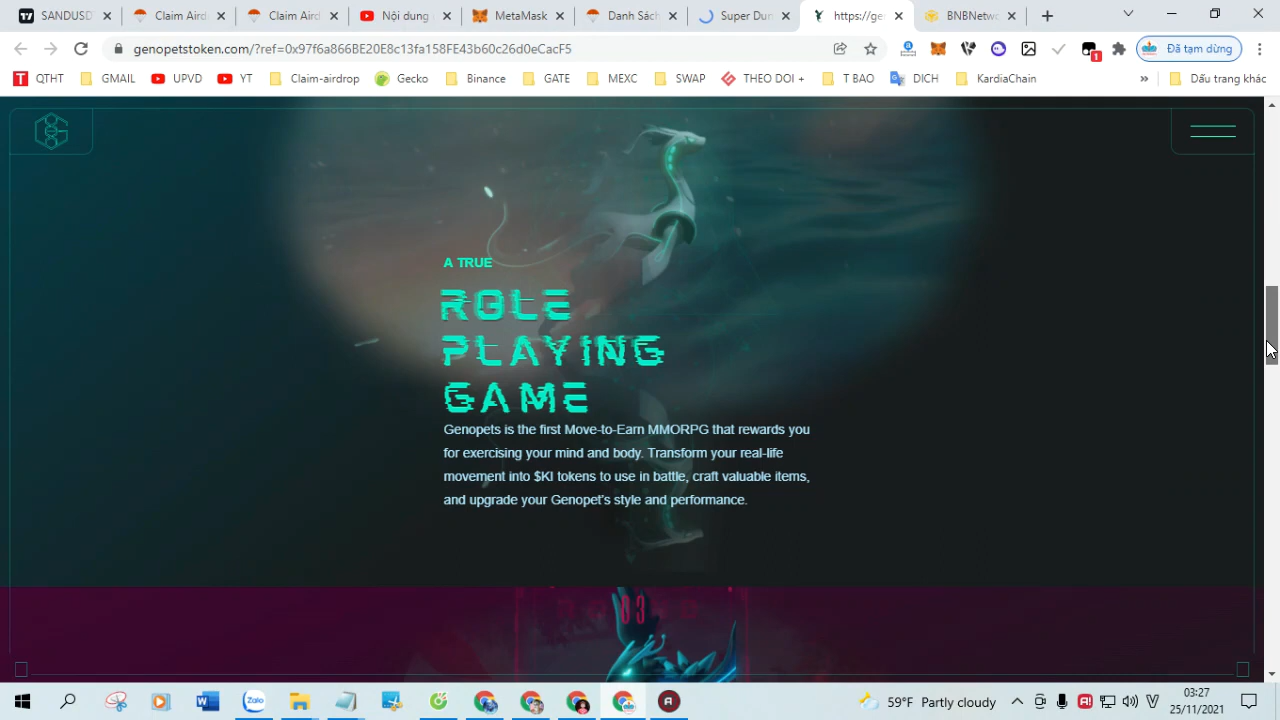 SANDUSD
Claim Aird
Claim Aird
Nội dung
MetaMask
Danh Sách
Super Dun
https://ge
BNBNetwo
genopetstoken.com/?ref=0x97f6a866BE20E8c13fa158FE43b60c26d0eCacF5
1
Đã tạm dừng
QTHT
GMAIL
UPVD
YT
Claim-airdrop
Gecko
Binance
GATE
MEXC
SWAP
THEO DOI +
T BAO
DICH
KardiaChain
»
Dấu trang khác
A TRUE
ROLE
PLAYING
GAME
Genopets is the first Move-to-Earn MMORPG that rewards you
for exercising your mind and body. Transform your real-life
movement into $KI tokens to use in battle, craft valuable items,
and upgrade your Genopet's style and performance.
03
Zalo
59°F Partly cloudy
03:27
25/11/2021